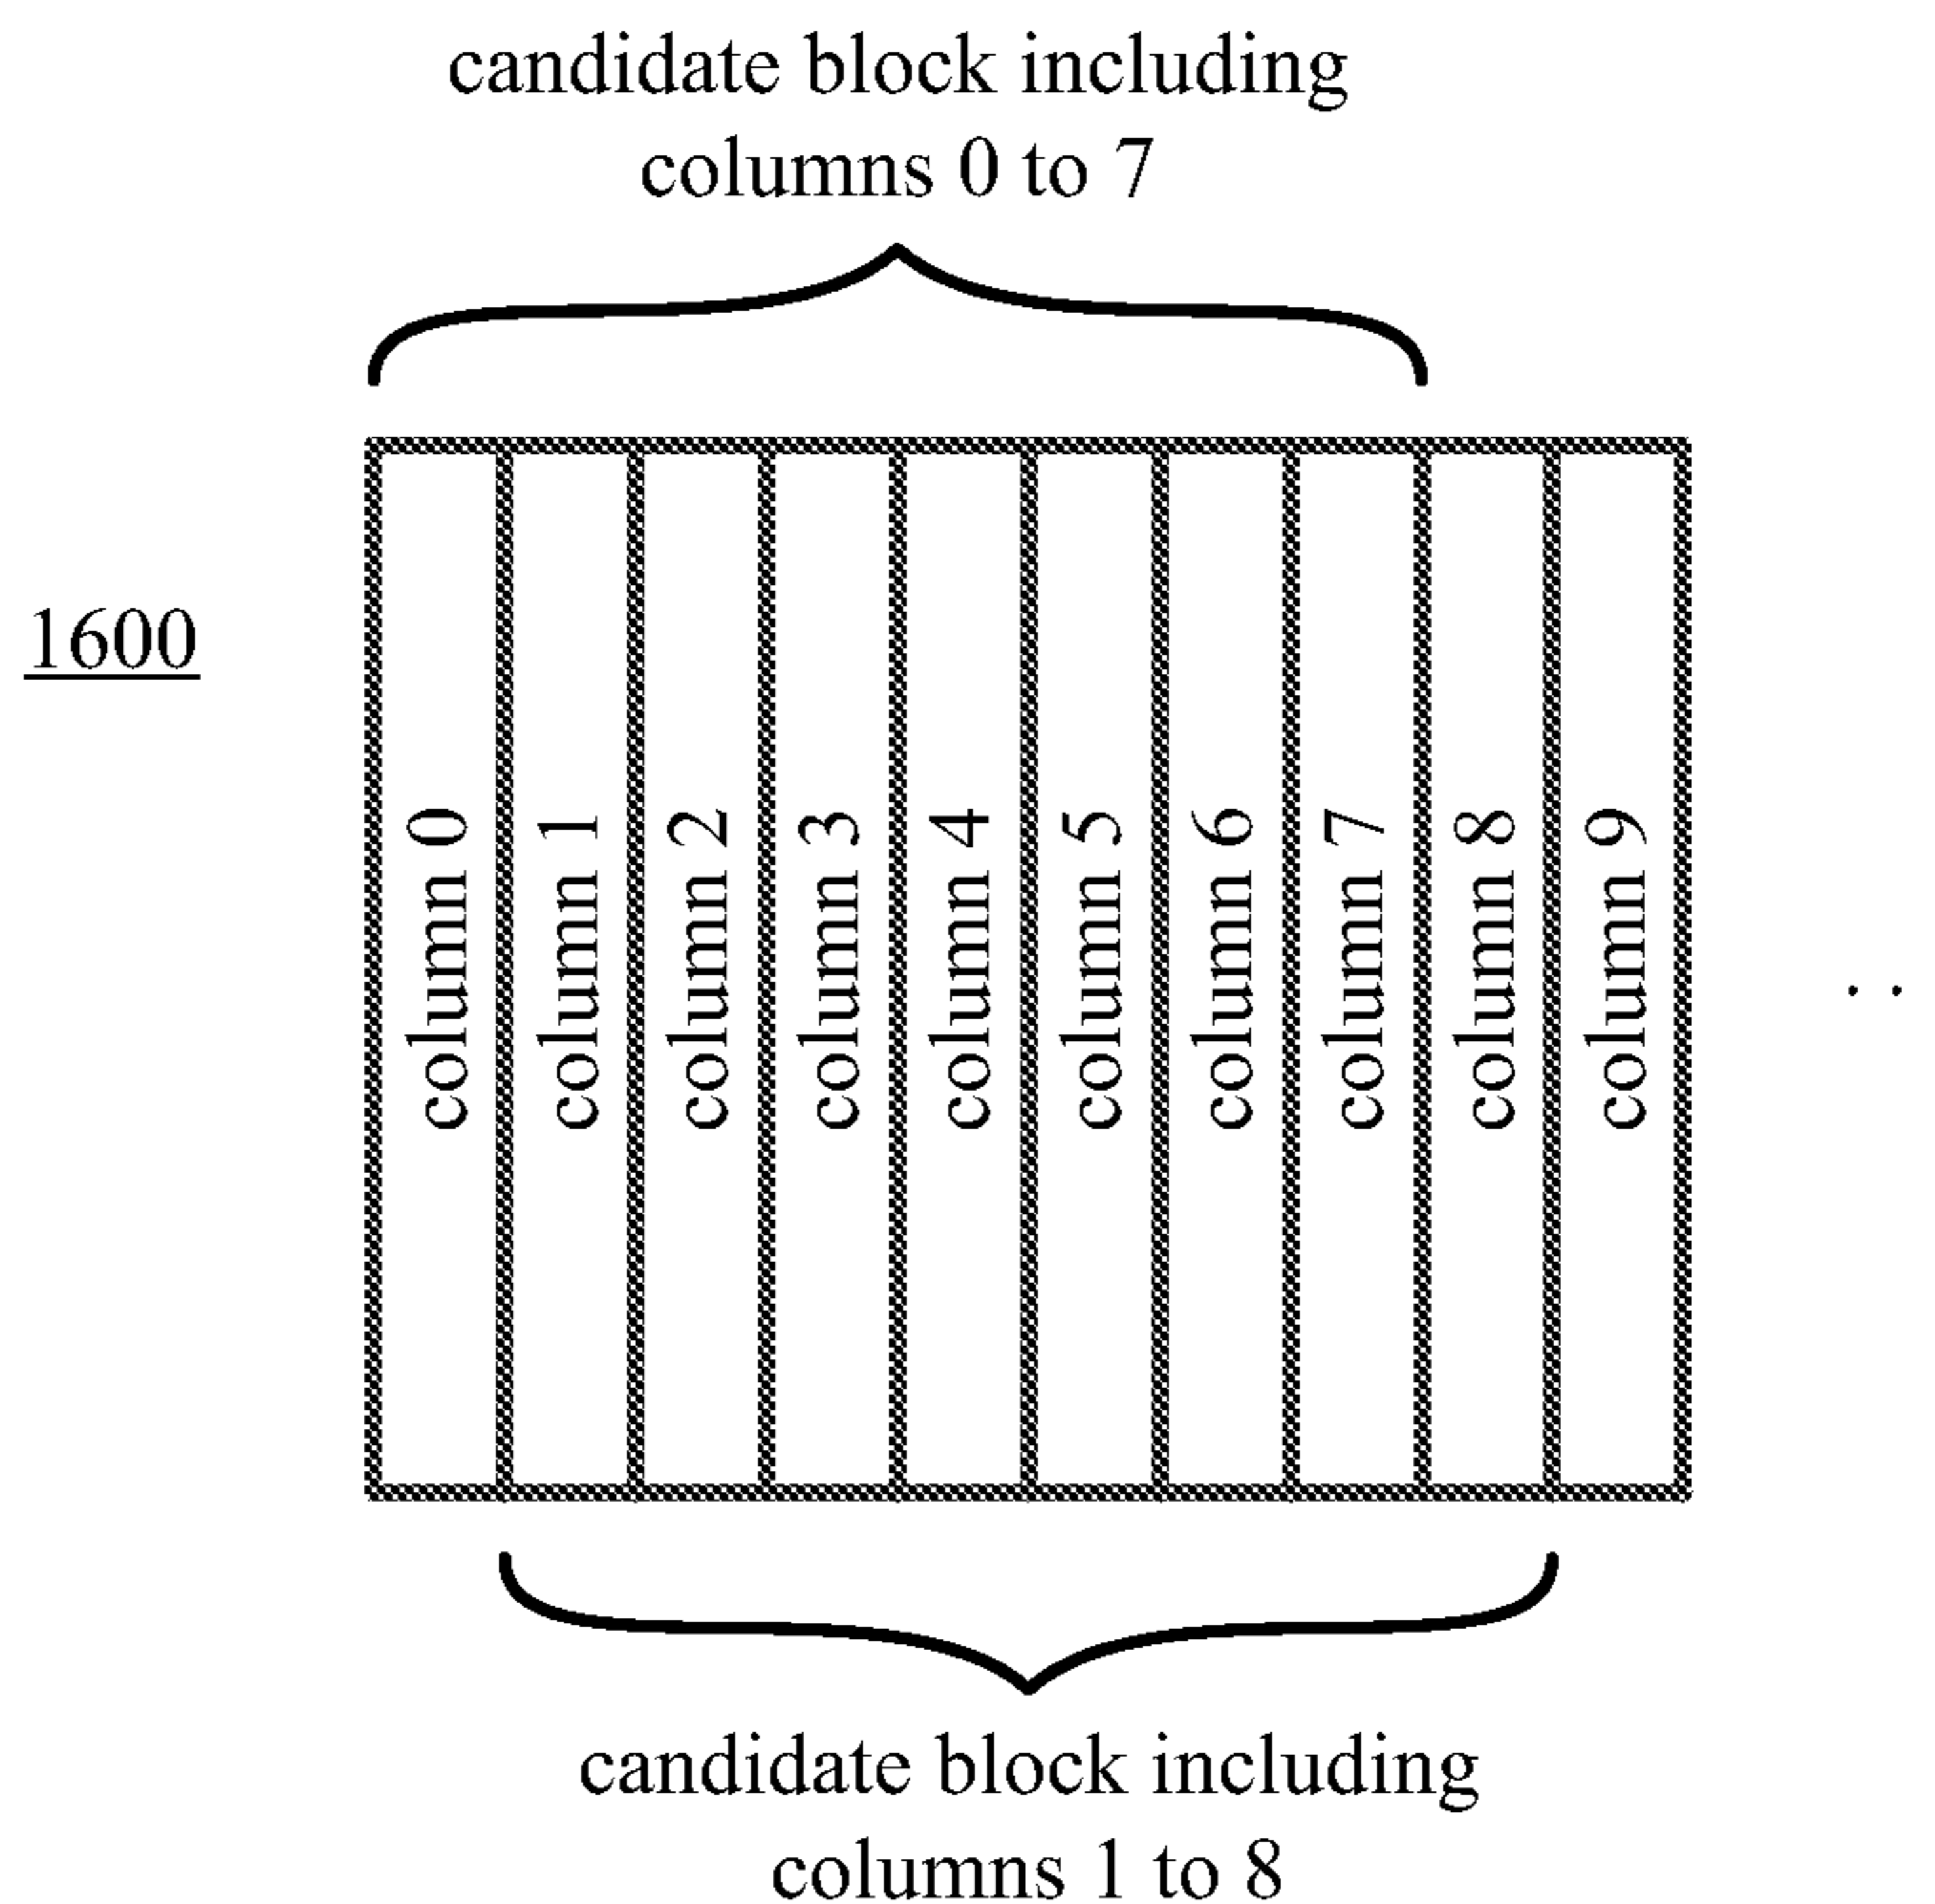 candidate block including
columns 0 to 7
1600
column 0
column 1
column 2
column 3
column 4
column 5
column 6
column 7
column 8
column 9
. .
candidate block including
columns 1 to 8